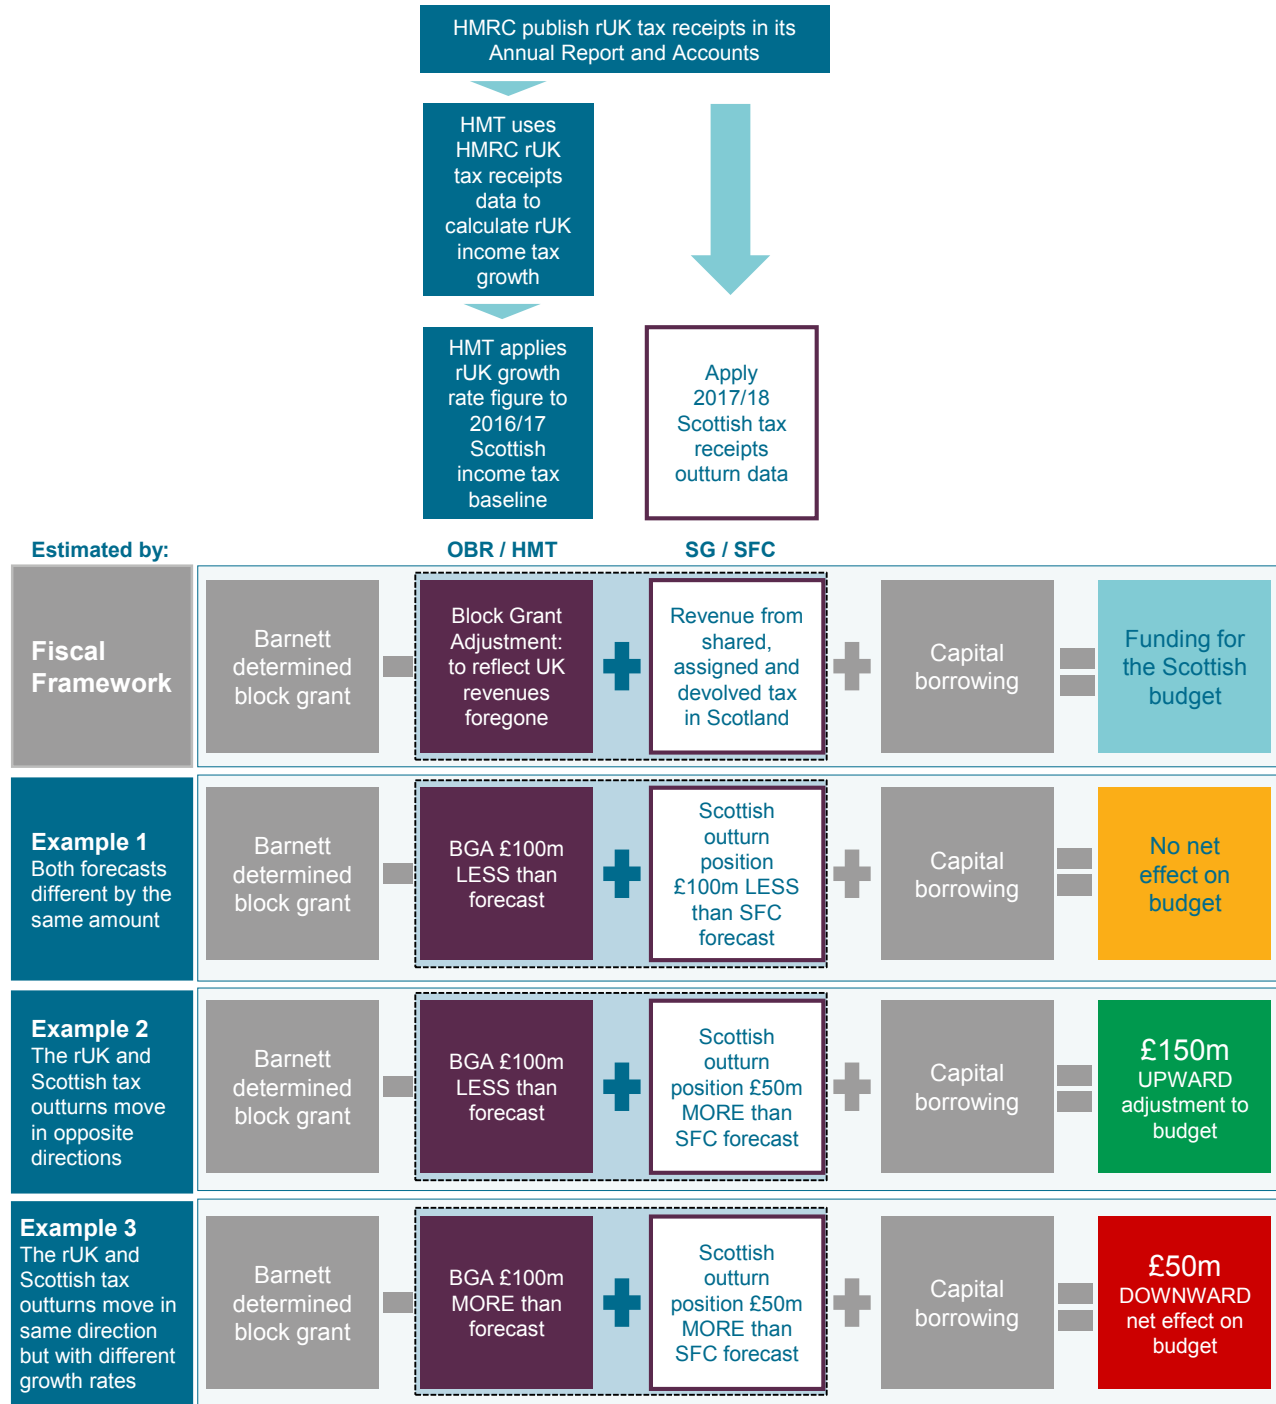 HMRC publish rUK tax receipts in its
Annual Report and Accounts
HMT uses
HMRC rUK
tax receipts
data to
calculate rUK
income tax
growth
HMT applies
rUK growth
rate figure to
2016/17
Scottish
income tax
baseline
Apply
2017/18
Scottish tax
receipts
outturn data
Estimated by:
OBR / HMT
SG / SFC
Fiscal
Framework
Barnett
determined
block grant
Block Grant
Adjustment:
to reflect UK
revenues
foregone
Revenue from
shared,
assigned and
devolved tax
in Scotland
Capital
borrowing
Funding for
the Scottish
budget
Example 1
Both forecasts
different by the
same amount
Barnett
determined
block grant
BGA £100m
LESS than
forecast
Scottish
outturn
position
£100m LESS
than SFC
forecast
Capital
borrowing
No net
effect on
budget
Example 2
The rUK and
Scottish tax
outturns move
in opposite
directions
Barnett
determined
block grant
BGA £100m
LESS than
forecast
Scottish
outturn
position £50m
MORE than
SFC forecast
Capital
borrowing
£150m
UPWARD
adjustment to
budget
Example 3
The rUK and
Scottish tax
outturns move in
same direction
but with different
growth rates
Barnett
determined
block grant
BGA £100m
MORE than
forecast
Scottish
outturn
position £50m
MORE than
SFC forecast
Capital
borrowing
£50m
DOWNWARD
net effect on
budget